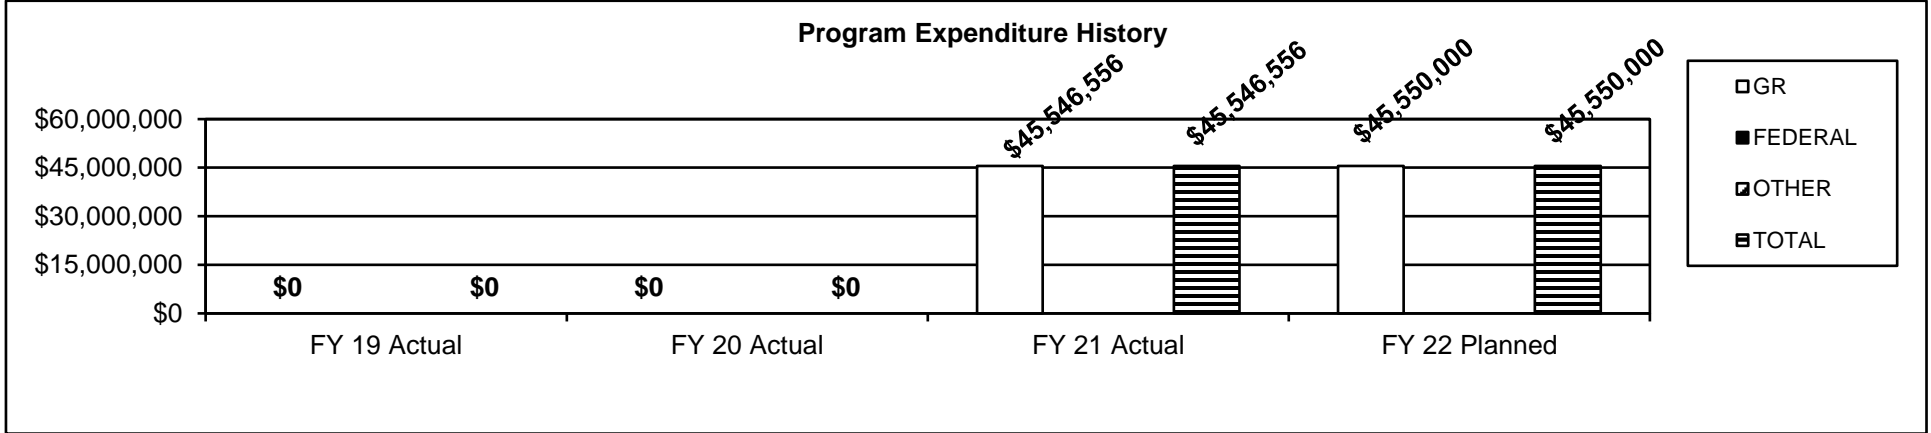 Program Expenditure History
$45,546,556
$45,546,556
$45,550,000
$45,550,000
$60,000,000
$45,000,000
$30,000,000
$15,000,000
$0
$0
$0
$0
$0
FY 19 Actual
FY 20 Actual
FY 21 Actual
FY 22 Planned
GR
FEDERAL
OTHER
TOTAL